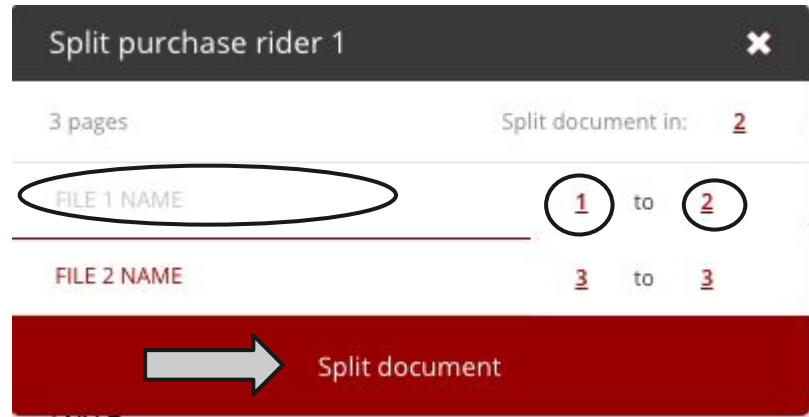 Split purchase rider 1
3 pages Split document in: 2
FILE 1 NAME 1 to 2
FILE 2 NAME 3 to 3
Split document